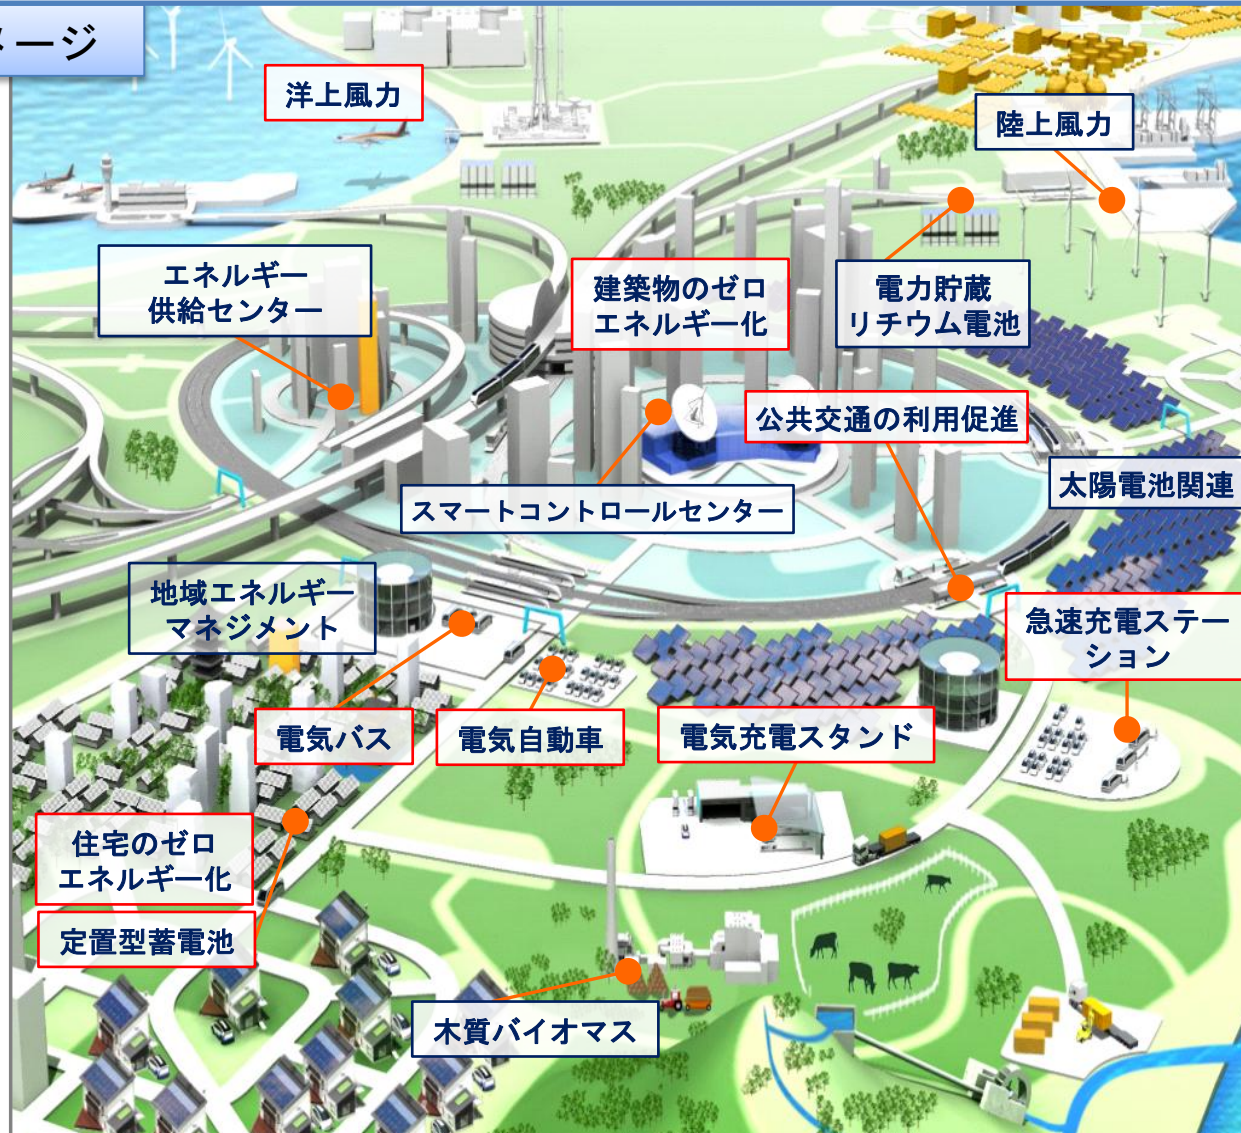 メージ
洋上風力
陸上風力
エネルギー
供給センター
建築物のゼロ
エネルギー化
電力貯蔵
リチウム電池
公共交通の利用促進
太陽電池関連
スマートコントロールセンター
地域エネルギー
マネジメント
急速充電ステー
ション
電気バス
電気自動車
電気充電スタンド
住宅のゼロ
エネルギー化
定置型蓄電池
木質バイオマス